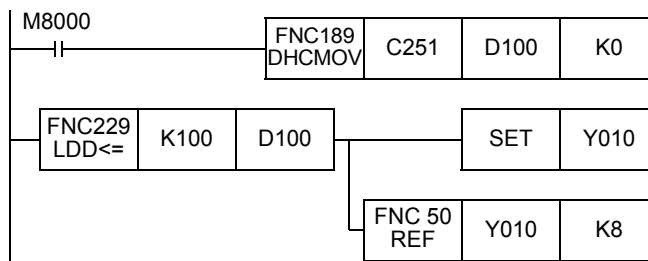 M8000
FNC189
DHCMOV
C251
D100
K0
FNC229
LDD<=
K100
D100
SET
Y010
FNC 50
REF
Y010
K8